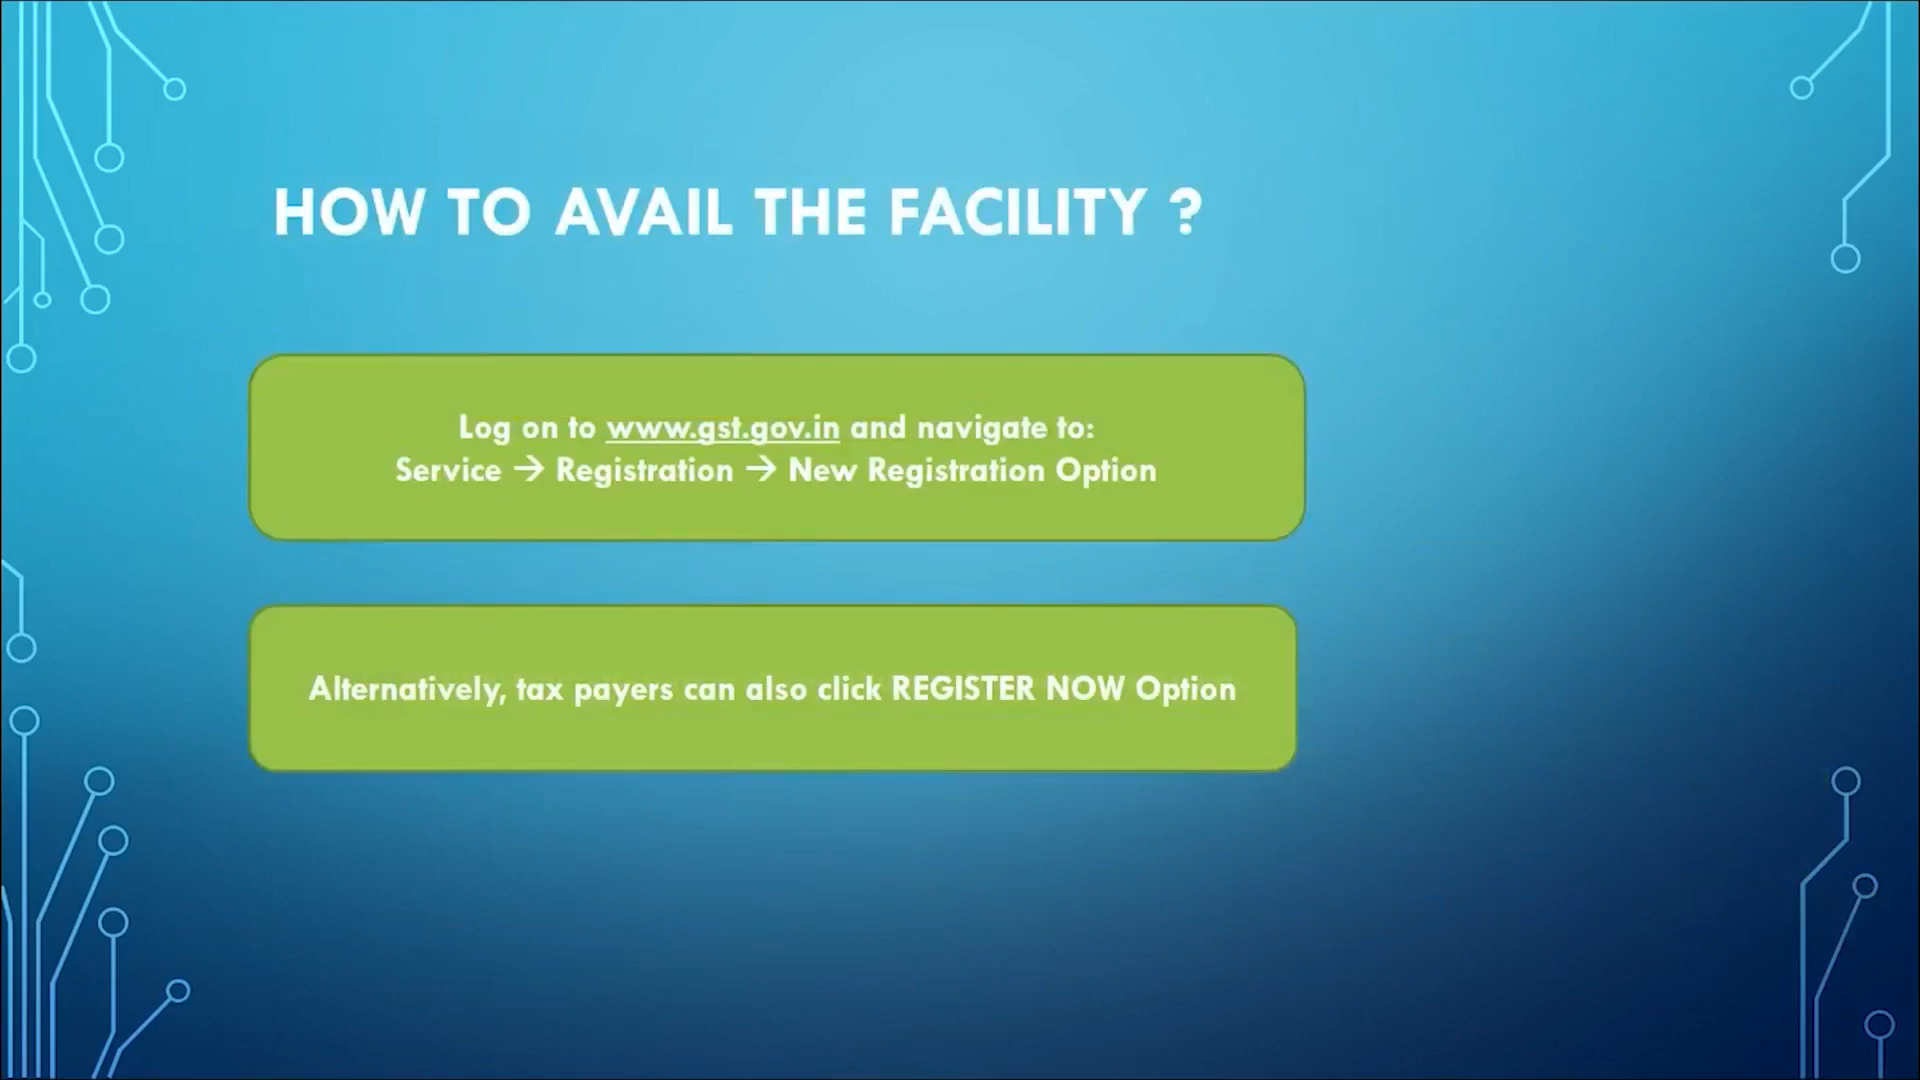 HOW TO AVAIL THE FACILITY ?
Log on to www.gst.gov.in and navigate to:
Service → Registration → New Registration Option
Alternatively, tax payers can also click REGISTER NOW Option